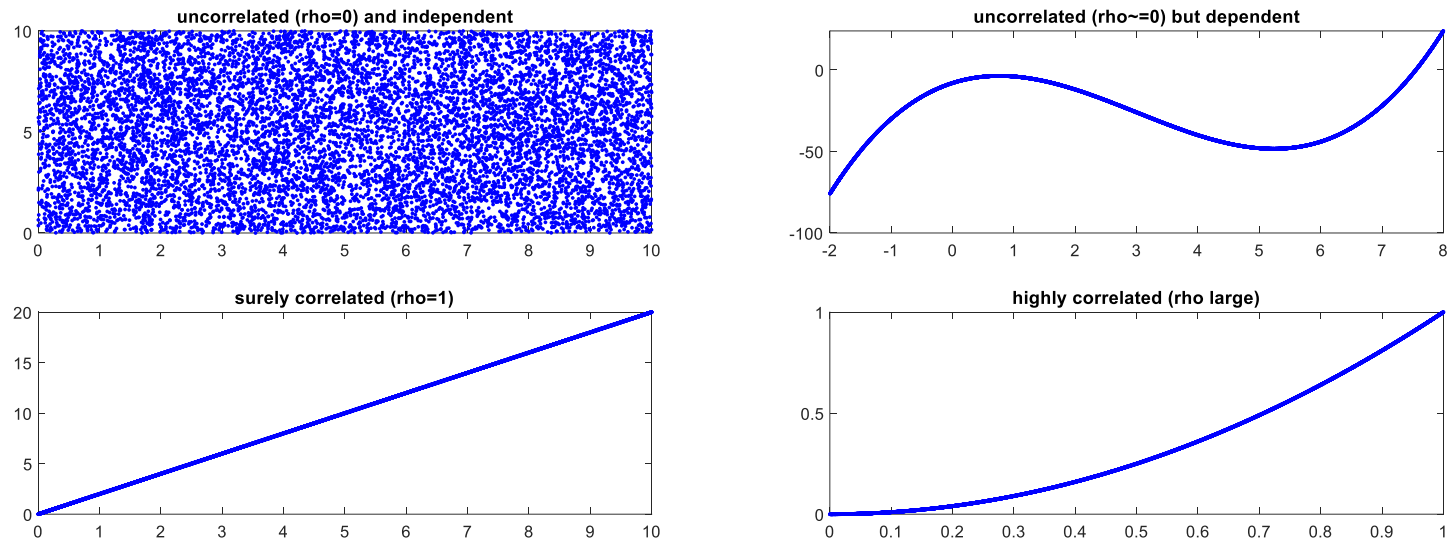 uncorrelated (rho=0) and independent
10
5
0
0 1 2 3 4 5 6 7 8 9 10
uncorrelated (rho~=0) but dependent
0
-50
-100
-2 -1 0 1 2 3 4 5 6 7 8
surely correlated (rho=1)
20
15
10
5
0
0 1 2 3 4 5 6 7 8 9 10
highly correlated (rho large)
1
0.5
0
0 0.1 0.2 0.3 0.4 0.5 0.6 0.7 0.8 0.9 1